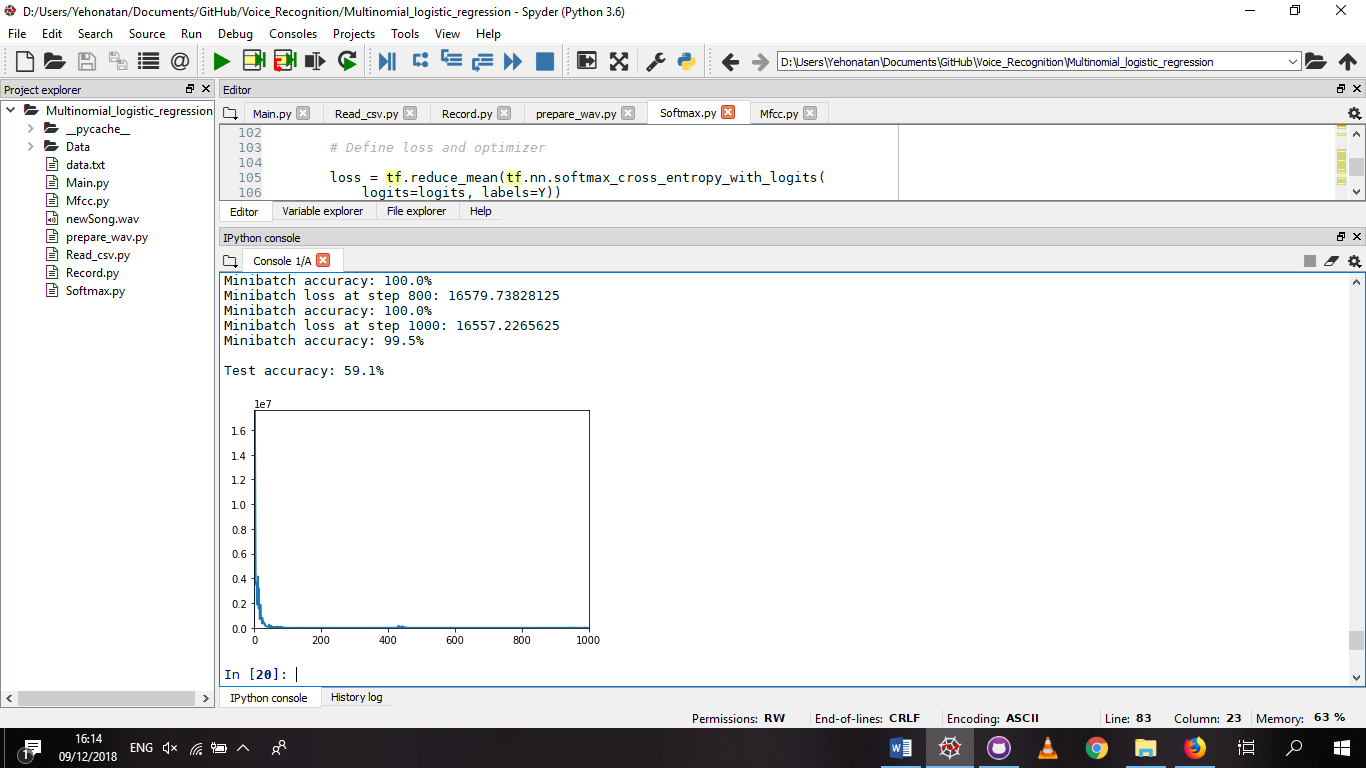 D:/Users/Yehonatan/Documents/GitHub/Voice_Recognition/Multinomial_logistic_regression - Spyder (Python 3.6)
File Edit Search Source Run Debug Consoles Projects Tools View Help
D:\Users\Yehonatan\Documents\GitHub\Voice_Recognition\Multinomial_logistic_regression
Project explorer
Multinomial_logistic_regression
__pycache__
Data
data.txt
Main.py
Mfcc.py
newSong.wav
prepare_wav.py
Read_csv.py
Record.py
Softmax.py
Editor
Main.py Read_csv.py Record.py prepare_wav.py Softmax.py Mfcc.py
102
103 # Define loss and optimizer
104
105 loss = tf.reduce_mean(tf.nn.softmax_cross_entropy_with_logits(
106 logits=logits, labels=Y))
Editor Variable explorer File explorer Help
IPython console
Console 1/A
Minibatch accuracy: 100.0%
Minibatch loss at step 800: 16579.73828125
Minibatch accuracy: 100.0%
Minibatch loss at step 1000: 16557.2265625
Minibatch accuracy: 99.5%
Test accuracy: 59.1%
1e7
1.6
1.4
1.2
1.0
0.8
0.6
0.4
0.2
0.0
0 200 400 600 800 1000
In [20]:
IPython console History log
Permissions: RW End-of-lines: CRLF Encoding: ASCII Line: 83 Column: 23 Memory: 63 %
1
16:14
09/12/2018
ENG